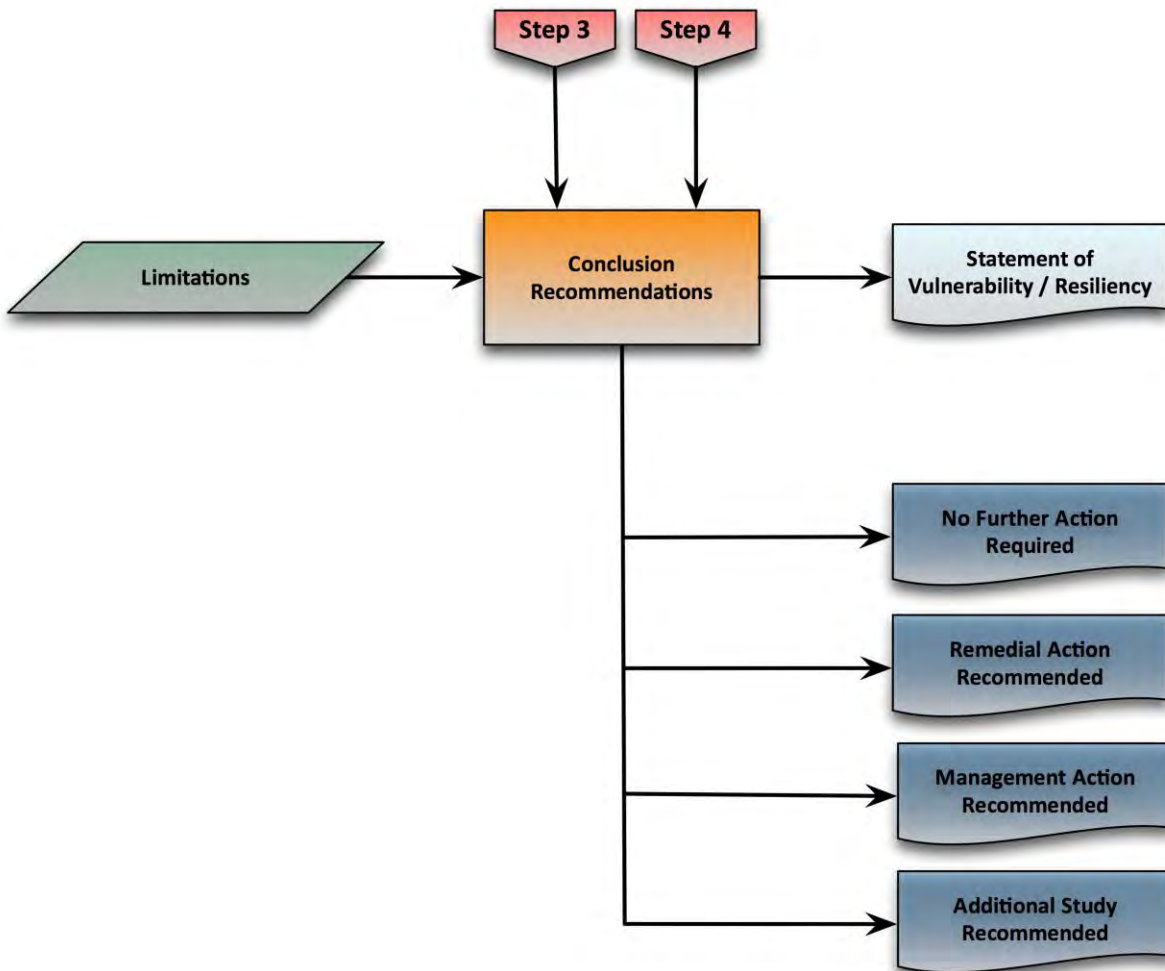 Step 3
Step 4
Limitations
Conclusion
Recommendations
Statement of
Vulnerability / Resiliency
No Further Action
Required
Remedial Action
Recommended
Management Action
Recommended
Additional Study
Recommended